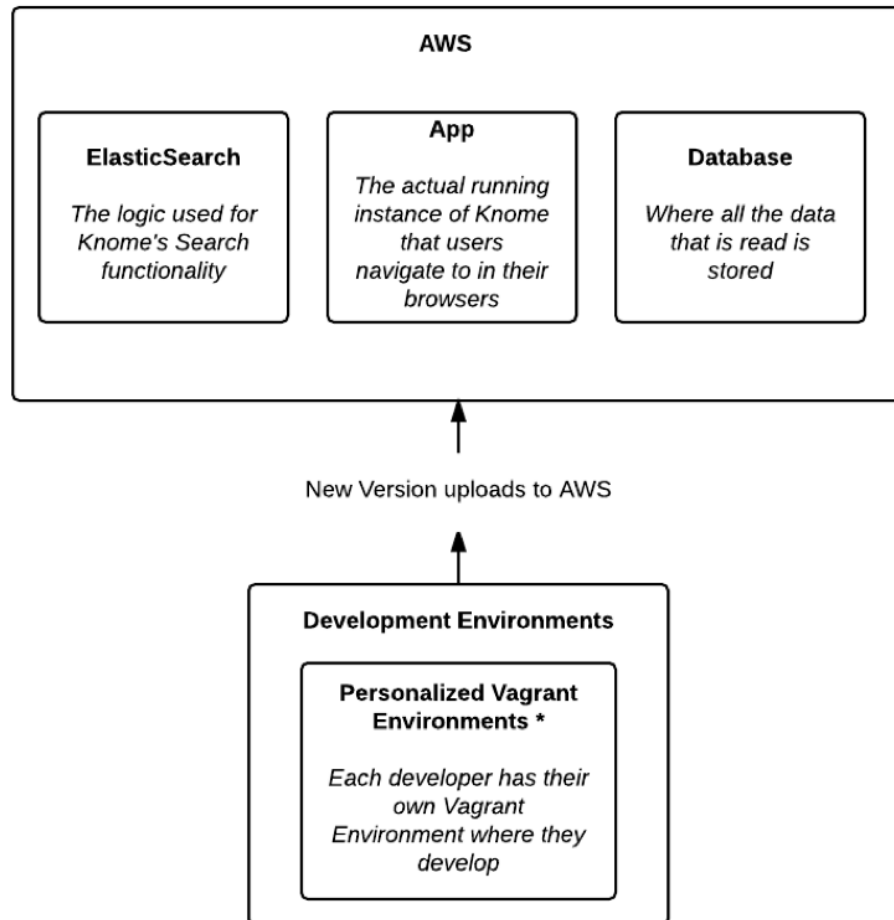 AWS
ElasticSearch
The logic used for
Knome's Search
functionality
App
The actual running
instance of Knome
that users
navigate to in their
browsers
Database
Where all the data
that is read is
stored
New Version uploads to AWS
Development Environments
Personalized Vagrant
Environments *
Each developer has their
own Vagrant
Environment where they
develop